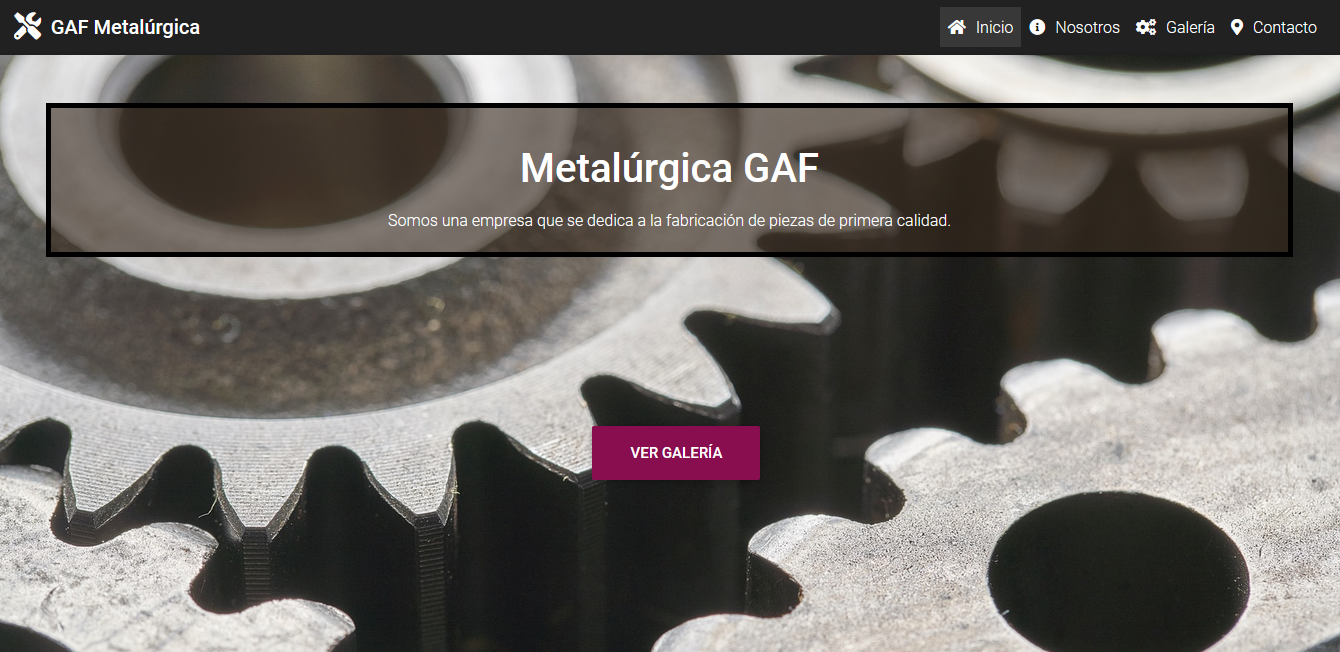 GAF Metalúrgica
Inicio
Nosotros
Galería
Contacto
Metalúrgica GAF
Somos una empresa que se dedica a la fabricación de piezas de primera calidad.
VER GALERÍA